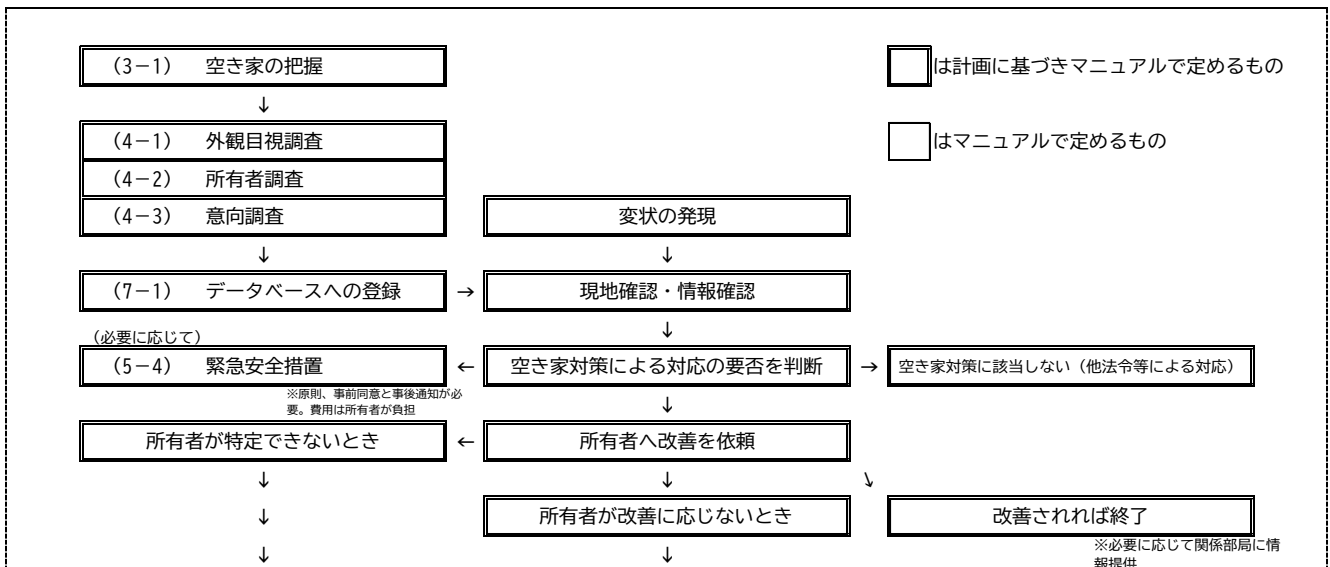 （3－1）　空き家の把握
は計画に基づきマニュアルで定めるもの
↓
（4－1）　外観目視調査
はマニュアルで定めるもの
（4－2）　所有者調査
（4－3）　意向調査
変状の発現
↓ ↓
（7－1）　データベースへの登録 → 現地確認・情報確認
（必要に応じて） ↓
（5－4）　緊急安全措置 ← 空き家対策による対応の要否を判断 → 空き家対策に該当しない（他法令等による対応）
※原則、事前同意と事後通知が必
要。費用は所有者が負担
↓
所有者が特定できないとき ← 所有者へ改善を依頼
↓ ↓ ↘
↓ 所有者が改善に応じないとき 改善されれば終了
↓ ↓
※必要に応じて関係部局に情
報提供